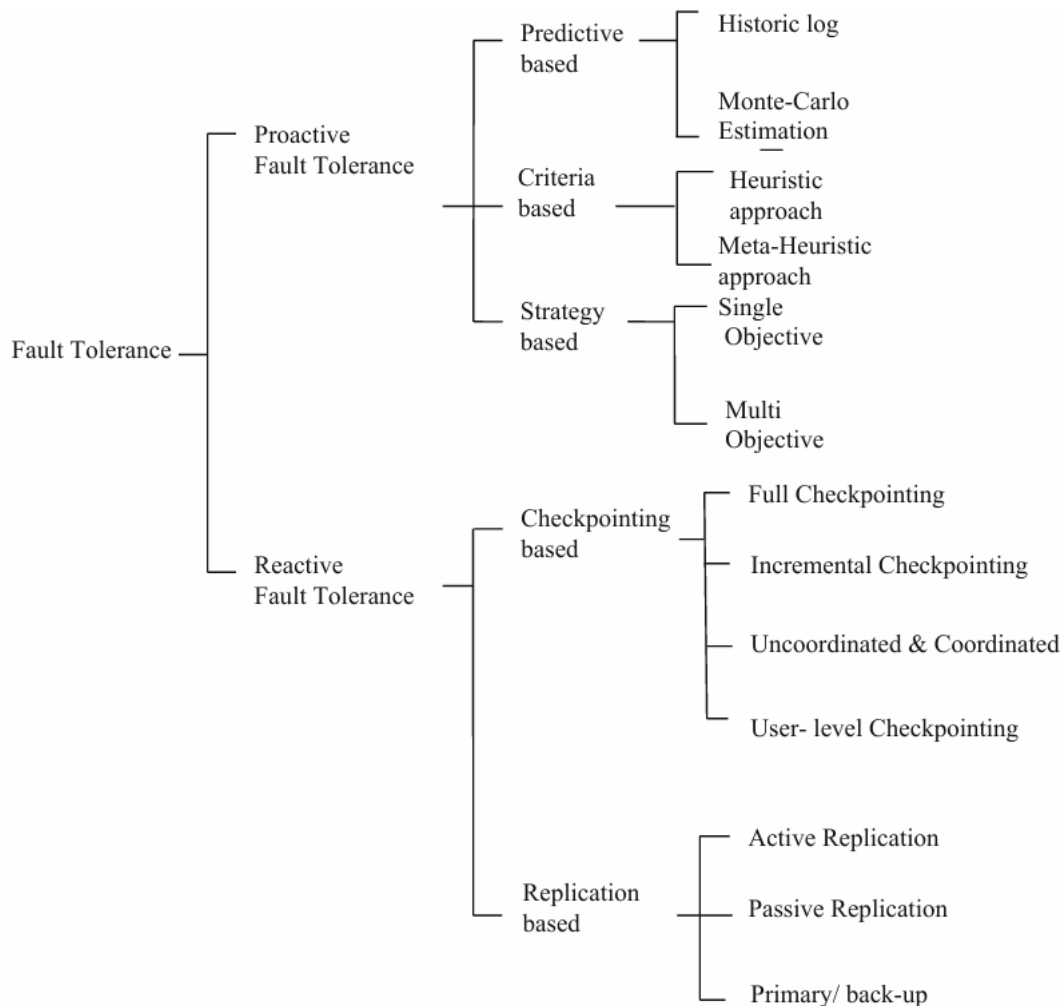 Predictive
based
Historic log
Monte-Carlo
Estimation
Proactive
Fault Tolerance
Criteria
based
Heuristic
approach
Meta-Heuristic
approach
Strategy
based
Single
Objective
Fault Tolerance
Multi
Objective
Checkpointing
based
Full Checkpointing
Incremental Checkpointing
Reactive
Fault Tolerance
Uncoordinated & Coordinated
User- level Checkpointing
Replication
based
Active Replication
Passive Replication
Primary/ back-up